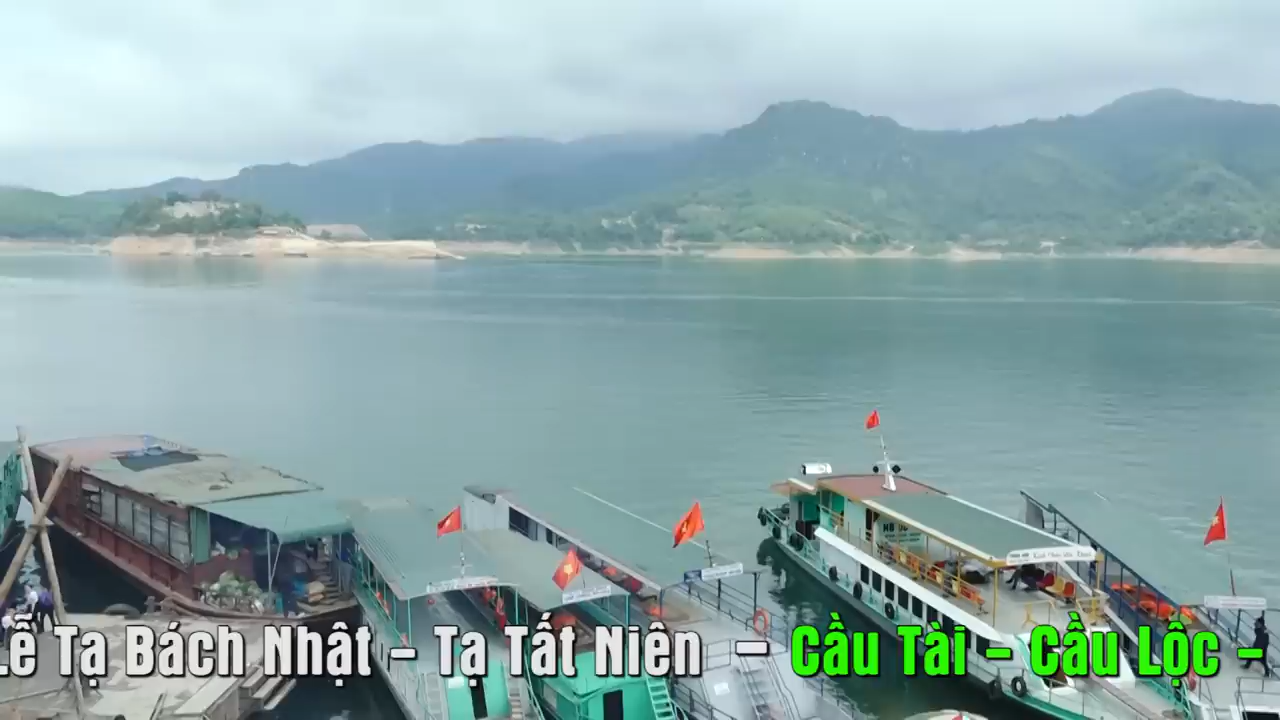 Lễ Tạ Bách Nhật - Tạ Tất Niên - Cầu Tài - Cầu Lộc -